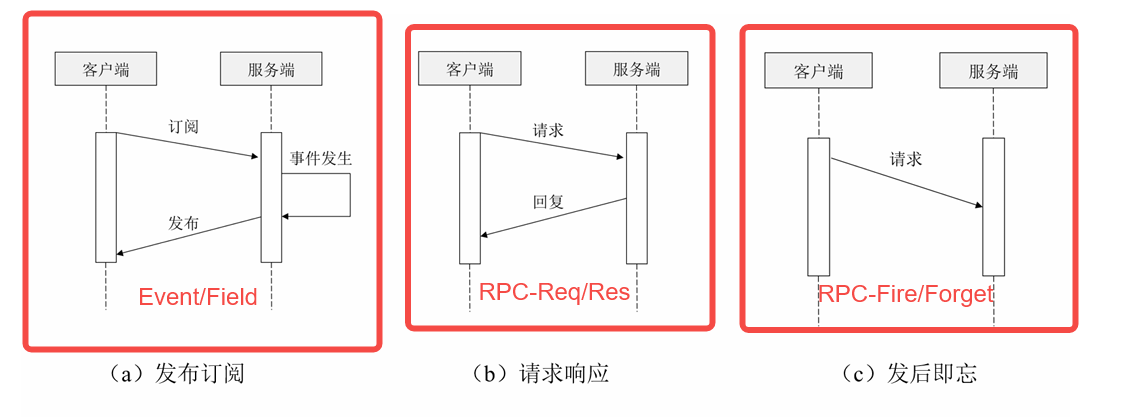 客户端
服务端
订阅
事件发生
发布
Event/Field
(a)发布订阅
客户端
服务端
请求
回复
RPC-Req/Res
(b)请求响应
客户端
服务端
请求
RPC-Fire/Forget
(c)发后即忘